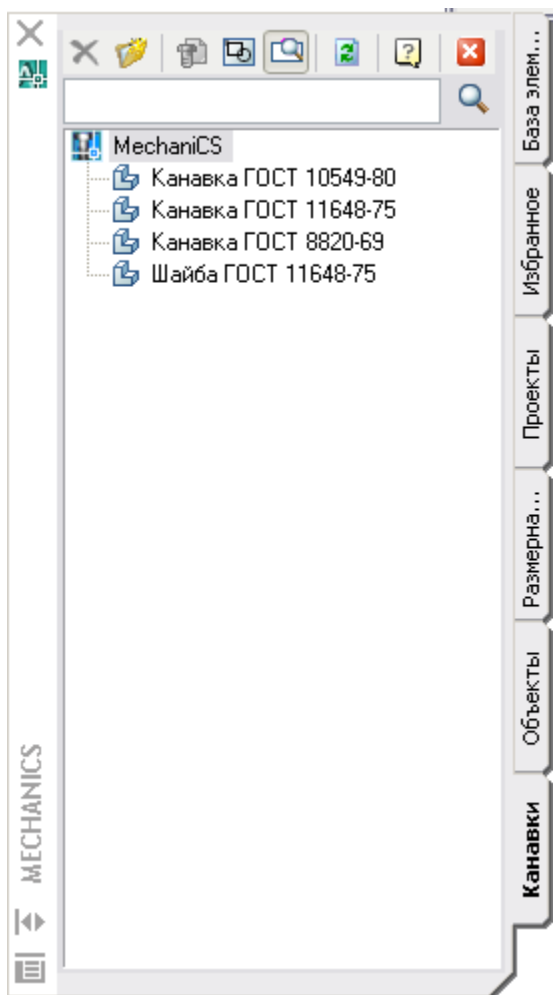 MechaniCS
Канавка ГОСТ 10549-80
Канавка ГОСТ 11648-75
Канавка ГОСТ 8820-69
Шайба ГОСТ 11648-75
База элем...
Избранное
Проекты
Размерна...
Объекты
Канавки
MECHANICS